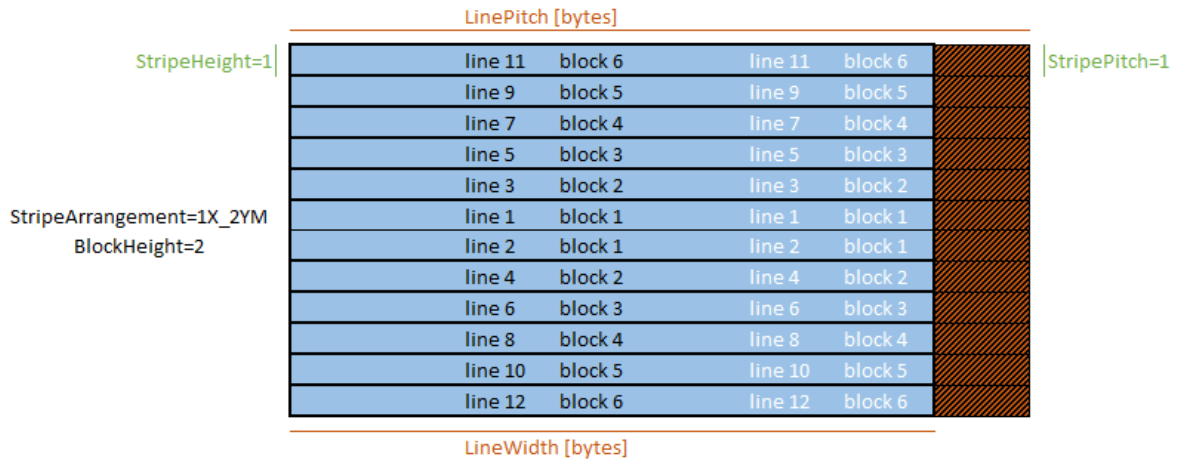 LinePitch [bytes]
StripeHeight=1 line 11 block 6 line 11 block 6 StripePitch=1
line 9 block 5 line 9 block 5
line 7 block 4 line 7 block 4
line 5 block 3 line 5 block 3
line 3 block 2 line 3 block 2
StripeArrangement=1X_2YM line 1 block 1 line 1 block 1
BlockHeight=2 line 2 block 1 line 2 block 1
line 4 block 2 line 4 block 2
line 6 block 3 line 6 block 3
line 8 block 4 line 8 block 4
line 10 block 5 line 10 block 5
line 12 block 6 line 12 block 6
LineWidth [bytes]